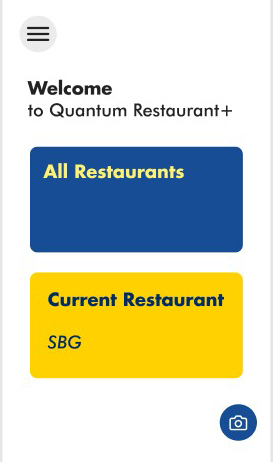 Welcome
to Quantum Restaurant+
All Restaurants
Current Restaurant
SBG